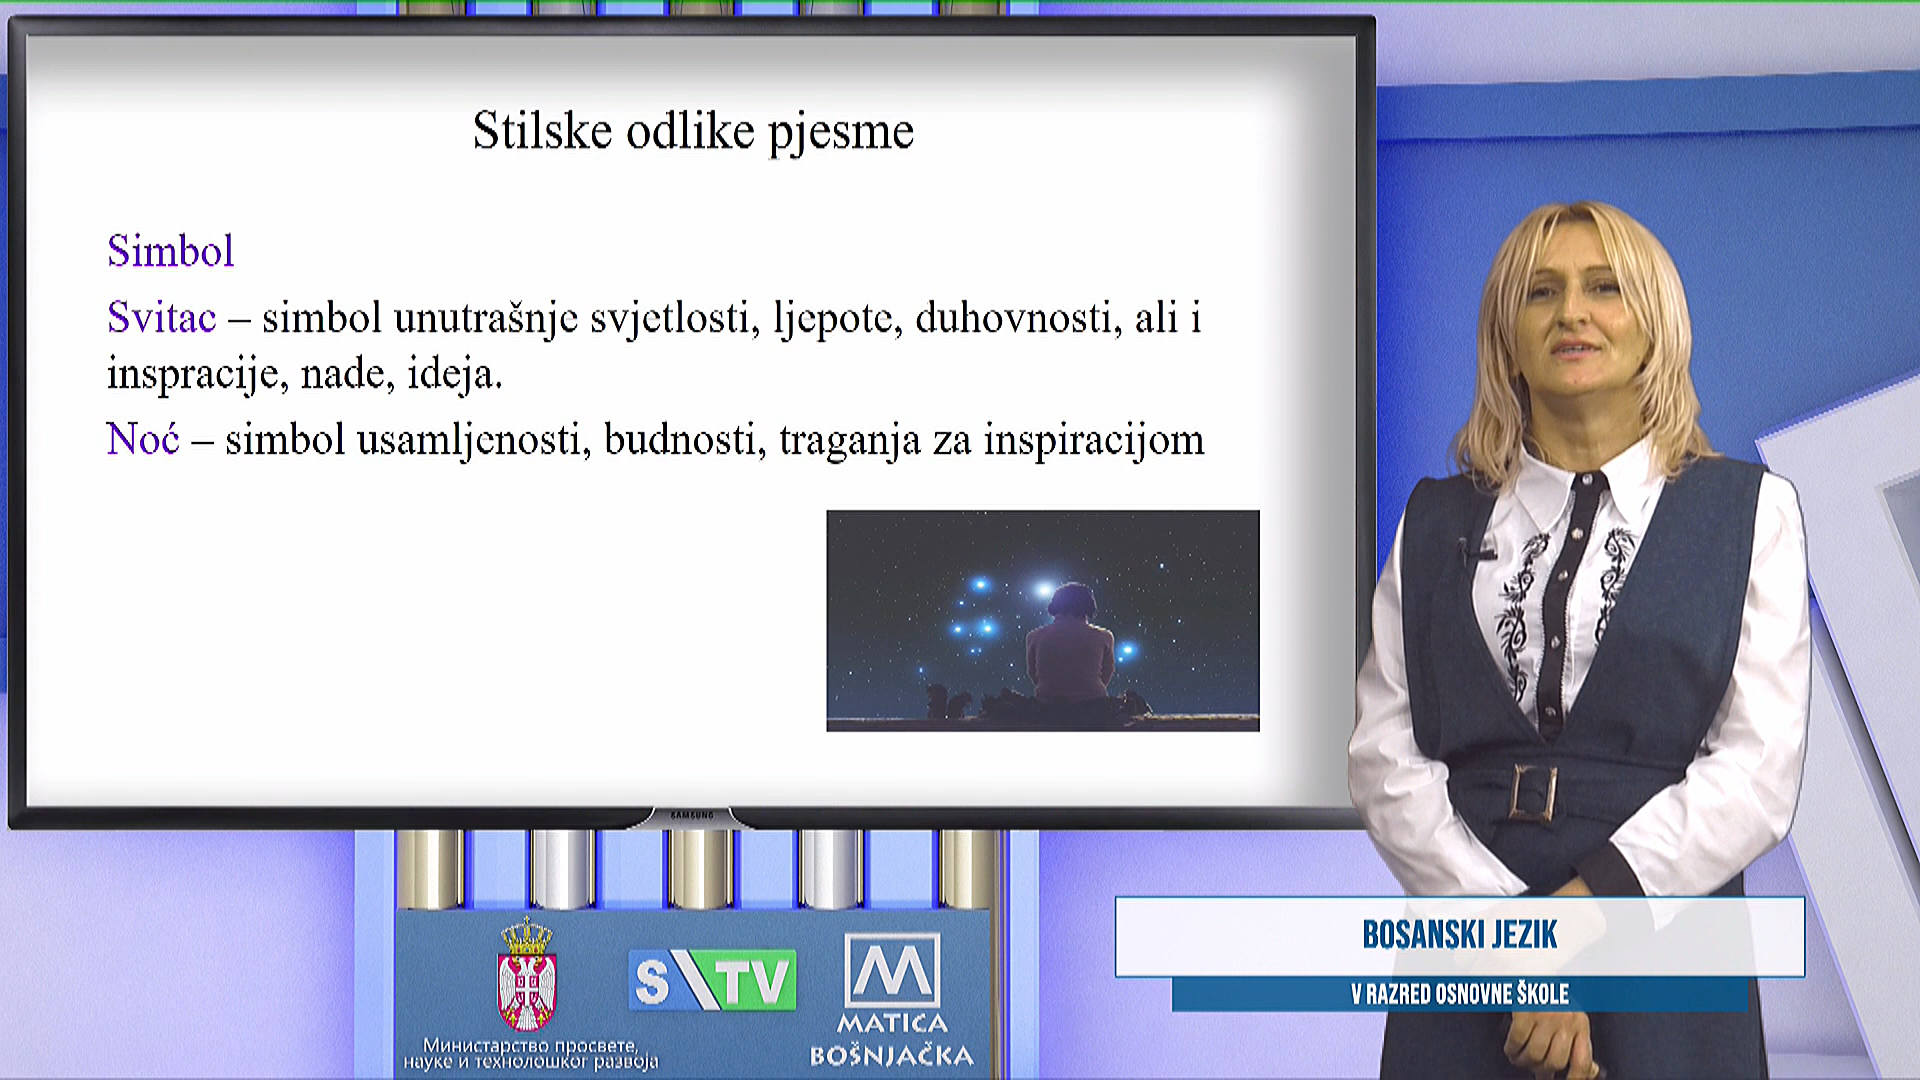 Stilske odlike pjesme
Simbol
Svitac – simbol unutrašnje svjetlosti, ljepote, duhovnosti, ali i
inspracije, nade, ideja.
Noć – simbol usamljenosti, budnosti, traganja za inspiracijom
SAMSUNG
BOSANSKI JEZIK
V RAZRED OSNOVNE ŠKOLE
Министарство просвете,
науке и технолошког развоја
S TV
MATICA
BOŠNJAČKA